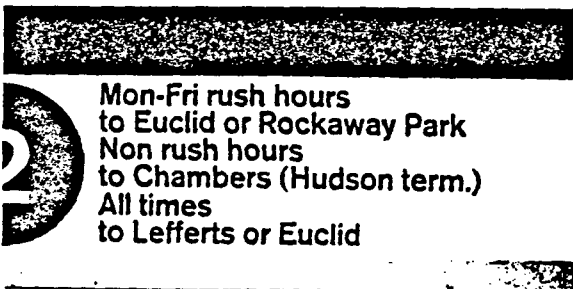 Mon-Fri rush hours
to Euclid or Rockaway Park
Non rush hours
to Chambers (Hudson term.)
All times
to Lefferts or Euclid